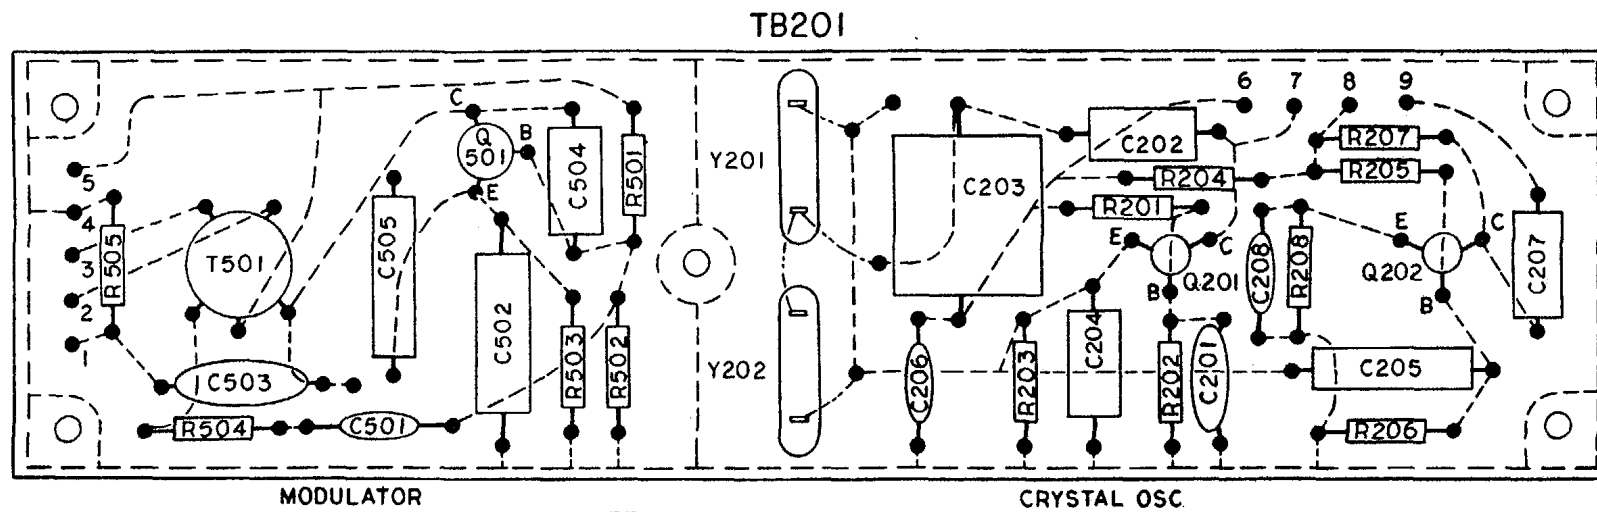 TB201
5
4
3
2
1
R505
T501
C503
R504
C501
C505
C
Q
501
B
E
C504
R501
C502
R503
R502
MODULATOR
Y201
Y202
C203
C202
6
7
8
9
R204
R201
R207
R205
E
C
B
Q201
C208
R208
E
C
Q202
B
C207
C206
R203
C204
R202
C201
C205
R206
CRYSTAL OSC